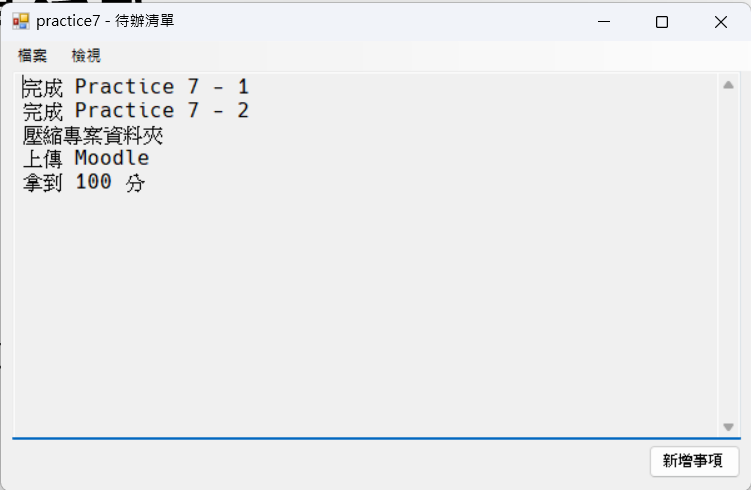 practice7 - 待辦清單
檔案 檢視
完成 Practice 7 - 1
完成 Practice 7 - 2
壓縮專案資料夾
上傳 Moodle
拿到 100 分
新增事項